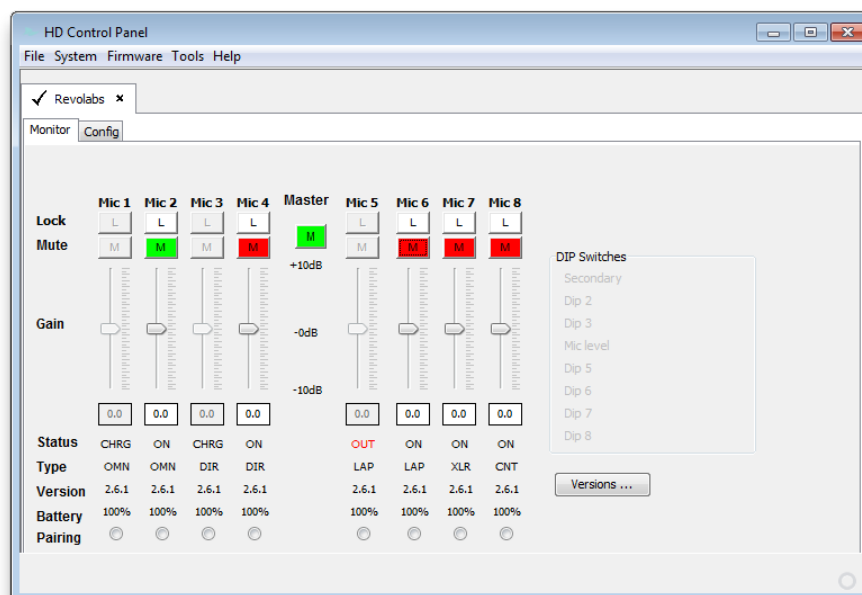 HD Control Panel
File System Firmware Tools Help
Revolabs
Monitor Config
Mic 1 Mic 2 Mic 3 Mic 4 Master Mic 5 Mic 6 Mic 7 Mic 8
Lock L L L L L L L L
Mute M M M M M M M M M
+10dB
Gain -0dB
-10dB
0.0 0.0 0.0 0.0 0.0 0.0 0.0 0.0
Status CHRG ON CHRG ON OUT ON ON ON
Type OMN OMN DIR DIR LAP LAP XLR CNT
Version 2.6.1 2.6.1 2.6.1 2.6.1 2.6.1 2.6.1 2.6.1 2.6.1
Battery 100% 100% 100% 100% 100% 100% 100% 100%
Pairing
DIP Switches
Secondary
Dip 2
Dip 3
Mic level
Dip 5
Dip 6
Dip 7
Dip 8
Versions ...